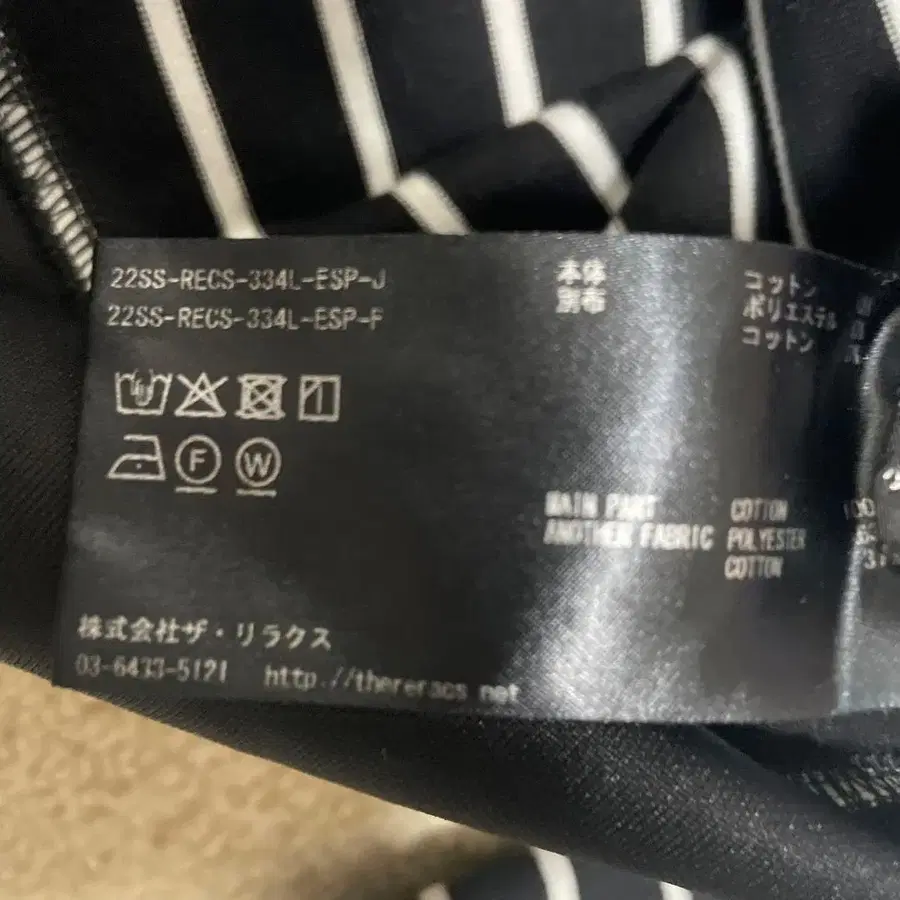 22SS-RECS-334L-ESP-J
22SS-RECS-334L-ESP-F
本体 コットン
別布 ポリエステル
コットン
F W
MAIN PART COTTON 100
ANOTHER FABRIC POLYESTER
COTTON
株式会社ザ・リラクス
03-6433-5121 http://thereracs.net